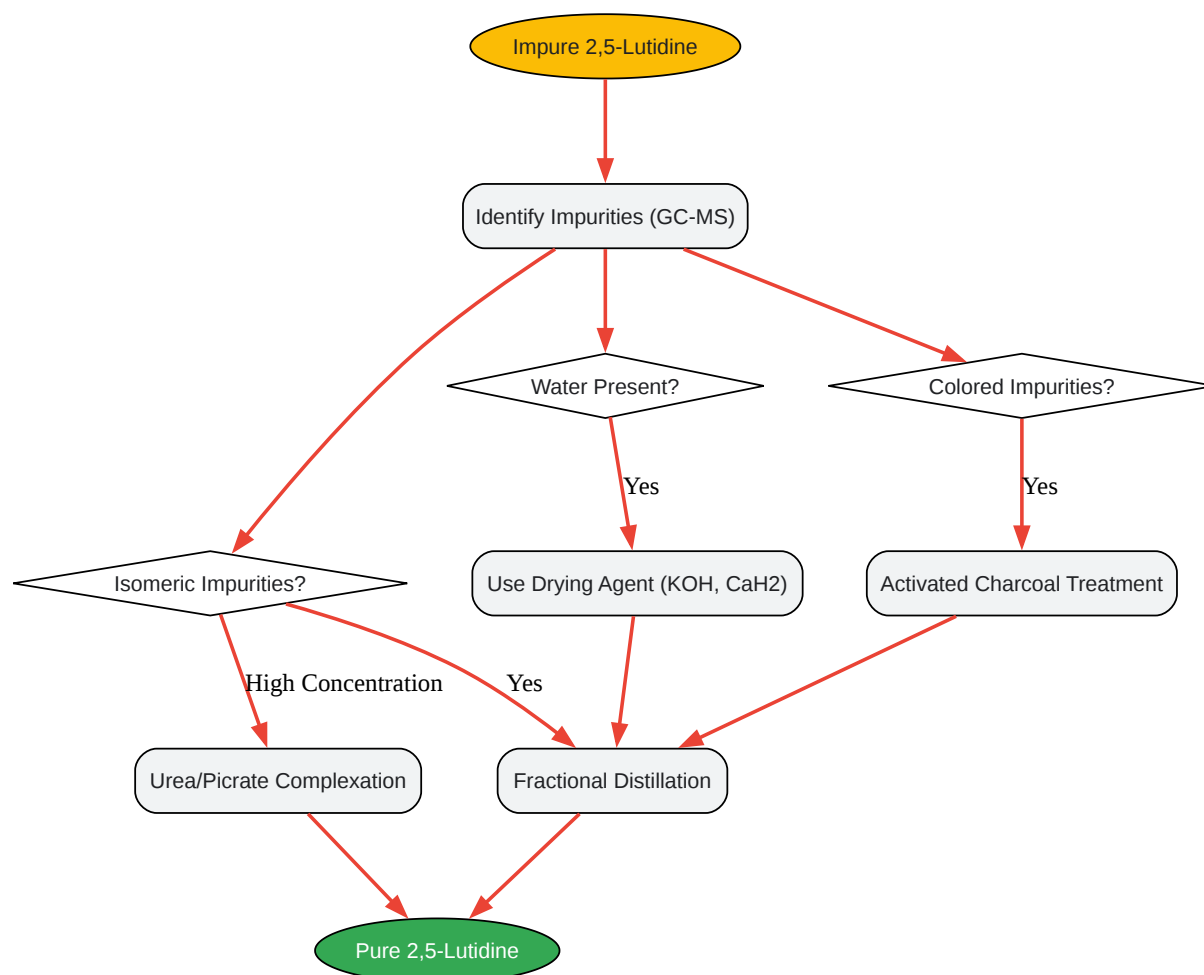 Impure 2,5-Lutidine
Identify Impurities (GC-MS)
Water Present?
Colored Impurities?
Yes
Yes
Isomeric Impurities?
Use Drying Agent (KOH, CaH2)
Activated Charcoal Treatment
High Concentration
Yes
Urea/Picrate Complexation
Fractional Distillation
Pure 2,5-Lutidine